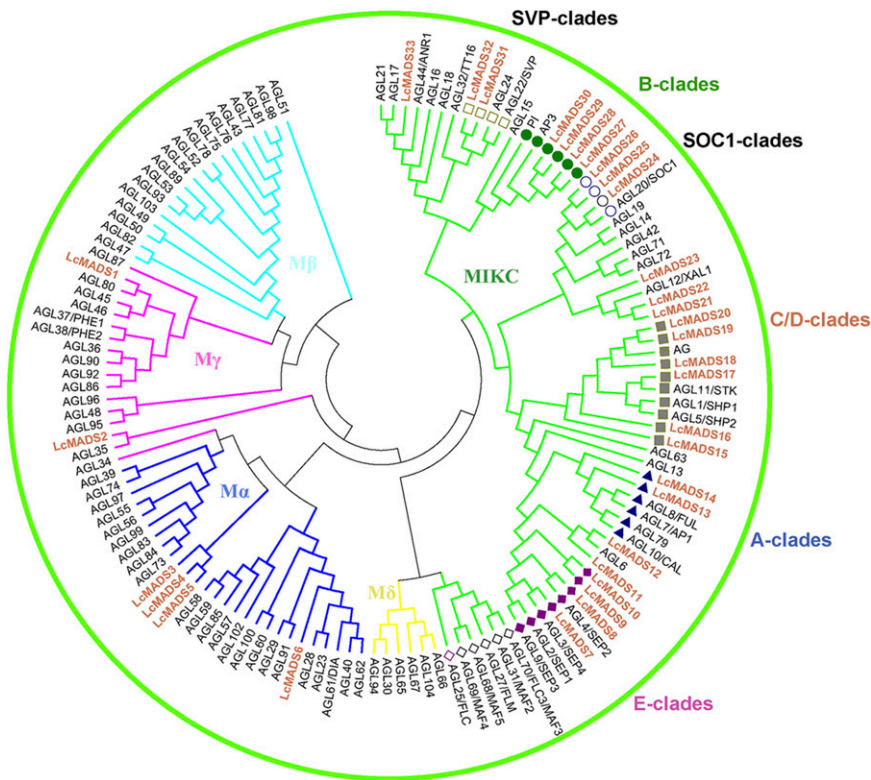 SVP-clades
B-clades
SOC1-clades
C/D-clades
A-clades
E-clades
MIKC
Mβ
Mγ
Mα
Mδ
AGL21
AGL17
LcMADS33
AGL44/ANR1
AGL16
AGL18
AGL32/TT16
LcMADS32
LcMADS31
AGL24
AGL22/SVP
AGL15
PI
AP3
LcMADS30
LcMADS29
LcMADS28
LcMADS27
LcMADS26
LcMADS25
LcMADS24
AGL20/SOC1
AGL19
AGL14
AGL42
AGL71
AGL72
LcMADS23
AGL12/XAL1
LcMADS22
LcMADS21
LcMADS20
LcMADS19
AG
LcMADS18
LcMADS17
AGL11/STK
AGL1/SHP1
AGL5/SHP2
LcMADS16
LcMADS15
AGL63
AGL13
LcMADS14
LcMADS13
AGL8/FUL
AGL7/AP1
AGL79
AGL10/CAL
LcMADS12
AGL6
LcMADS11
LcMADS10
LcMADS9
LcMADS8
LcMADS7
AGL4/SEP2
AGL3/SEP4
AGL2/SEP1
AGL9/SEP3
AGL70/FLC3/MAF3
AGL31/MAF2
AGL27/FLM
AGL68/MAF5
AGL69/MAF4
AGL25/FLC
AGL66
AGL104
AGL67
AGL65
AGL30
AGL94
AGL62
AGL40
AGL61/DIA
AGL23
AGL28
LcMADS6
AGL91
AGL29
AGL60
AGL100
AGL102
AGL57
AGL85
AGL59
AGL58
LcMADS5
LcMADS4
LcMADS3
AGL73
AGL84
AGL83
AGL99
AGL56
AGL55
AGL97
AGL74
AGL39
AGL34
AGL35
LcMADS2
AGL95
AGL48
AGL96
AGL86
AGL92
AGL90
AGL36
AGL38/PHE2
AGL37/PHE1
AGL46
AGL45
AGL80
LcMADS1
AGL87
AGL47
AGL82
AGL50
AGL49
AGL103
AGL93
AGL53
AGL89
AGL54
AGL52
AGL78
AGL75
AGL76
AGL43
AGL77
AGL81
AGL98
AGL51